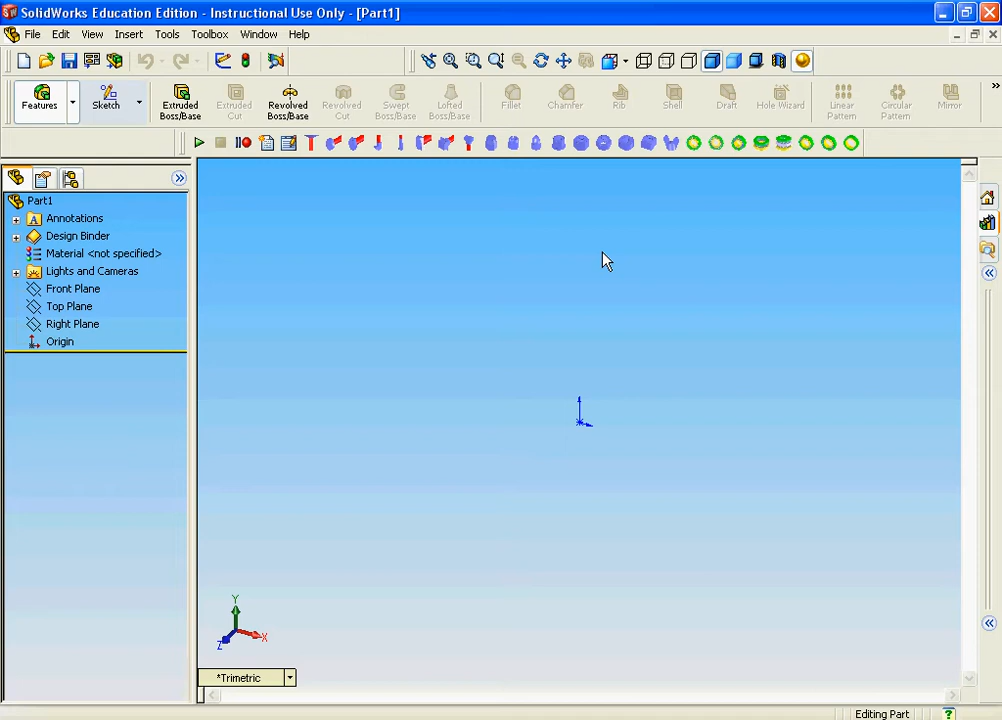 SolidWorks Education Edition - Instructional Use Only - [Part1]
File Edit View Insert Tools Toolbox Window Help
Features Sketch Extruded Boss/Base Extruded Cut Revolved Boss/Base Revolved Cut Swept Boss/Base Lofted Boss/Base Fillet Chamfer Rib Shell Draft Hole Wizard Linear Pattern Circular Pattern Mirror
Part1
A Annotations
Design Binder
Material <not specified>
Lights and Cameras
Front Plane
Top Plane
Right Plane
Origin
Y
X
Z
*Trimetric
Editing Part ?